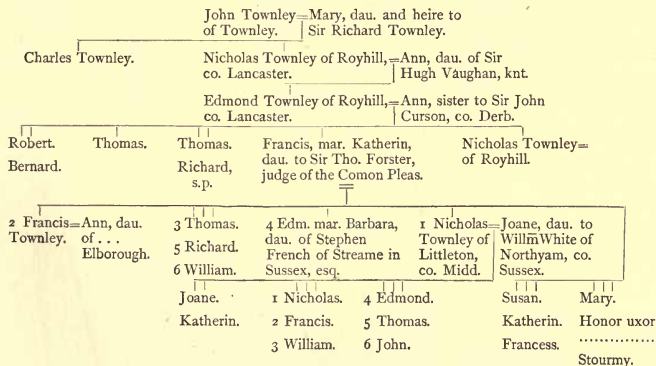 John Townley=Mary, dau. and heire to
of Townley. Sir Richard Townley.
Charles Townley.
Nicholas Townley of Royhill,=Ann, dau. of Sir
co. Lancaster. Hugh Vaughan, knt.
Edmond Townley of Royhill,=Ann, sister to Sir John
co. Lancaster. Curson, co. Derb.
Robert.
Bernard.
Thomas.
Thomas.
Richard,
s.p.
Francis, mar. Katherin,
dau. to Sir Tho. Forster,
judge of the Comon Pleas.
Nicholas Townley=
of Royhill.
2 Francis=Ann, dau.
Townley. of . . .
Elborough.
3 Thomas.
5 Richard.
6 William.
4 Edm. mar. Barbara,
dau. of Stephen
French of Streame in
Sussex, esq.
1 Nicholas=Joane, dau. to
Townley of Willm̄ White of
Littleton, Northyam, co.
co. Midd. Sussex.
Joane.
Katherin.
1 Nicholas.
2 Francis.
3 William.
4 Edmond.
5 Thomas.
6 John.
Susan.
Katherin.
Francess.
Mary.
Honor uxor
..............
Stourmy.